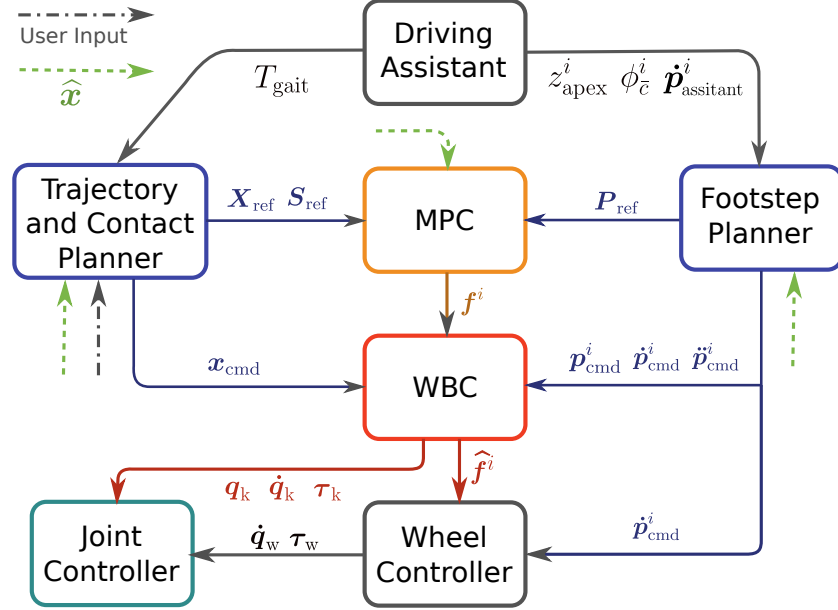 User Input
x̂
Driving
Assistant
T_gait
z^i_apex ϕ^i_c̄ ṗ^i_assitant
Trajectory
and Contact
Planner
X_ref S_ref
MPC
P_ref
Footstep
Planner
f^i
x_cmd
WBC
p^i_cmd ṗ^i_cmd p̈^i_cmd
q_k q̇_k τ_k
f̂^i
Joint
Controller
q̇_w τ_w
Wheel
Controller
ṗ^i_cmd